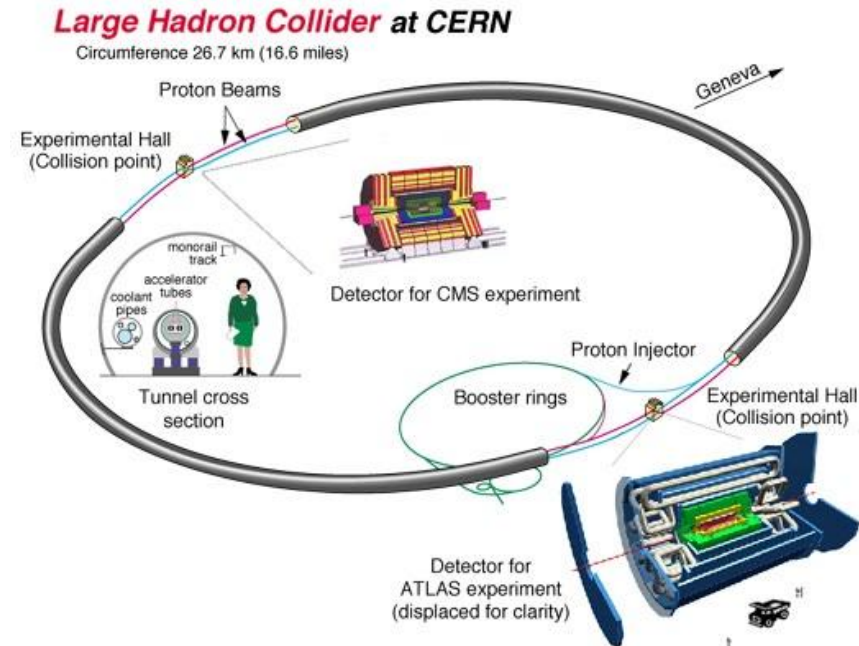 Large Hadron Collider at CERN
Circumference 26.7 km (16.6 miles)
Geneva
Proton Beams
Experimental Hall
(Collision point)
monorail
track
accelerator
tubes
coolant
pipes
Tunnel cross
section
Detector for CMS experiment
Proton Injector
Booster rings
Experimental Hall
(Collision point)
Detector for
ATLAS experiment
(displaced for clarity)